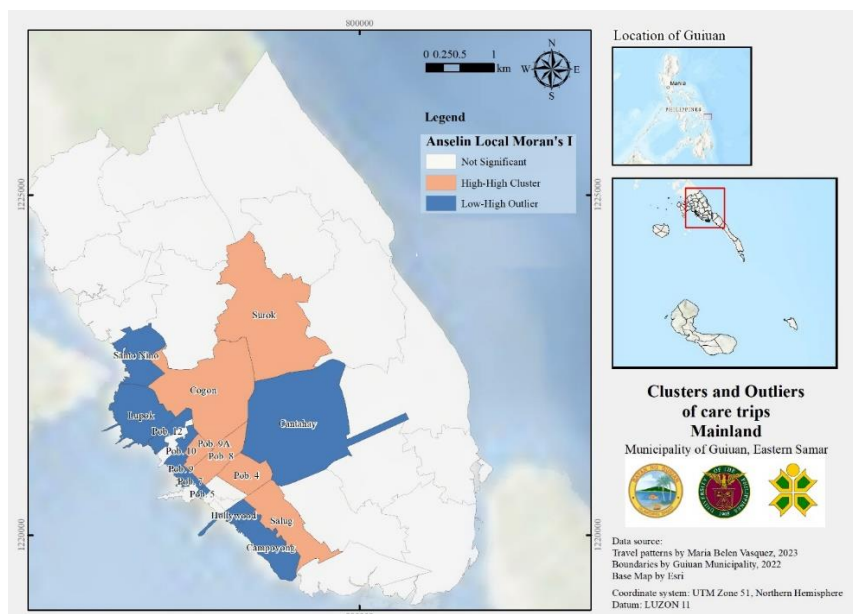 800000
0 0.250.5 1
km
N
W E
S
Legend
Anselin Local Moran's I
Not Significant
High-High Cluster
Low-High Outlier
1225000
1225000
Surok
Santo Nino
Cogon
Lupok
Cantahay
Pob. 12
Pob. 9A
Pob. 10
Pob. 8
Pob. 9
Pob. 4
Pob. 7
Pob. 5
Hollywood
Salug
Campoyong
1220000
1220000
Location of Guiuan
Manila
PHILIPPINES
Clusters and Outliers
of care trips
Mainland
Municipality of Guiuan, Eastern Samar
Data source:
Travel patterns by Maria Belen Vasquez, 2023
Boundaries by Guiuan Municipality, 2022
Base Map by Esri
Coordinate system: UTM Zone 51, Northern Hemisphere
Datum: LUZON 11